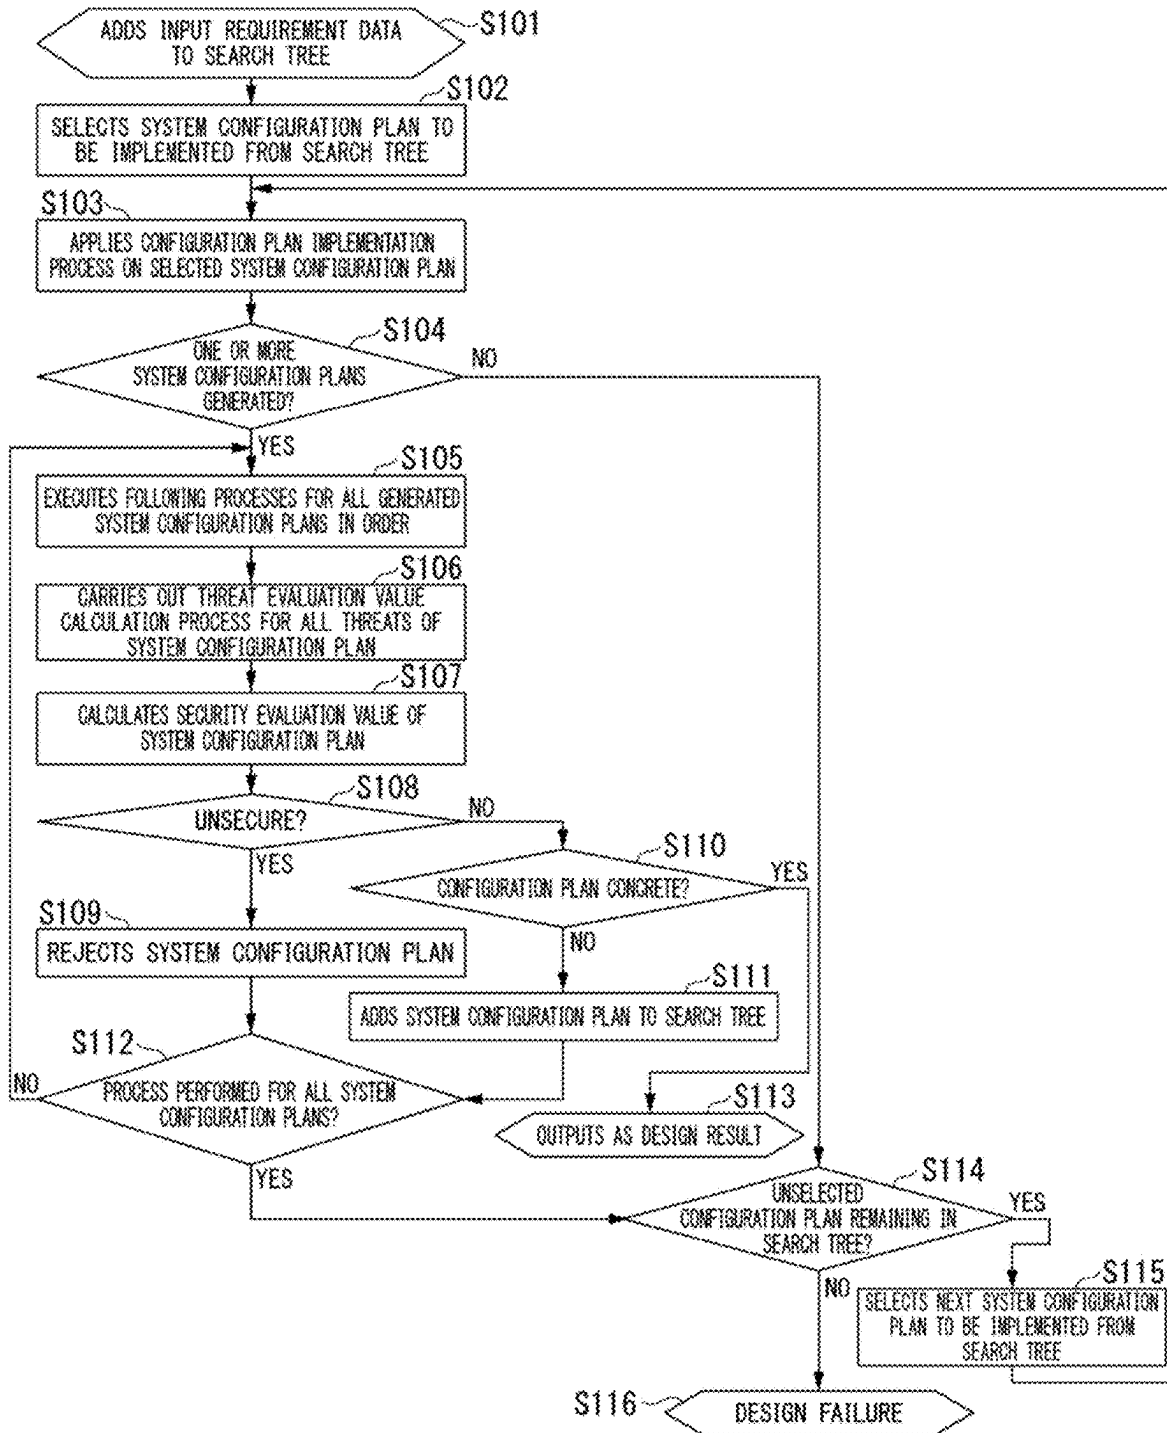 S101
ADDS INPUT REQUIREMENT DATA
TO SEARCH TREE
S102
SELECTS SYSTEM CONFIGURATION PLAN TO
BE IMPLEMENTED FROM SEARCH TREE
S103
APPLIES CONFIGURATION PLAN IMPLEMENTATION
PROCESS ON SELECTED SYSTEM CONFIGURATION PLAN
S104
ONE OR MORE
SYSTEM CONFIGURATION PLANS
GENERATED?
NO
YES
S105
EXECUTES FOLLOWING PROCESSES FOR ALL GENERATED
SYSTEM CONFIGURATION PLANS IN ORDER
S106
CARRIES OUT THREAT EVALUATION VALUE
CALCULATION PROCESS FOR ALL THREATS OF
SYSTEM CONFIGURATION PLAN
S107
CALCULATES SECURITY EVALUATION VALUE OF
SYSTEM CONFIGURATION PLAN
S108
UNSECURE?
NO
YES
S110
CONFIGURATION PLAN CONCRETE?
YES
NO
S109
REJECTS SYSTEM CONFIGURATION PLAN
S111
ADDS SYSTEM CONFIGURATION PLAN TO SEARCH TREE
S112
NO
PROCESS PERFORMED FOR ALL SYSTEM
CONFIGURATION PLANS?
YES
S113
OUTPUTS AS DESIGN RESULT
S114
UNSELECTED
CONFIGURATION PLAN REMAINING IN
SEARCH TREE?
YES
NO
S115
SELECTS NEXT SYSTEM CONFIGURATION
PLAN TO BE IMPLEMENTED FROM
SEARCH TREE
S116
DESIGN FAILURE